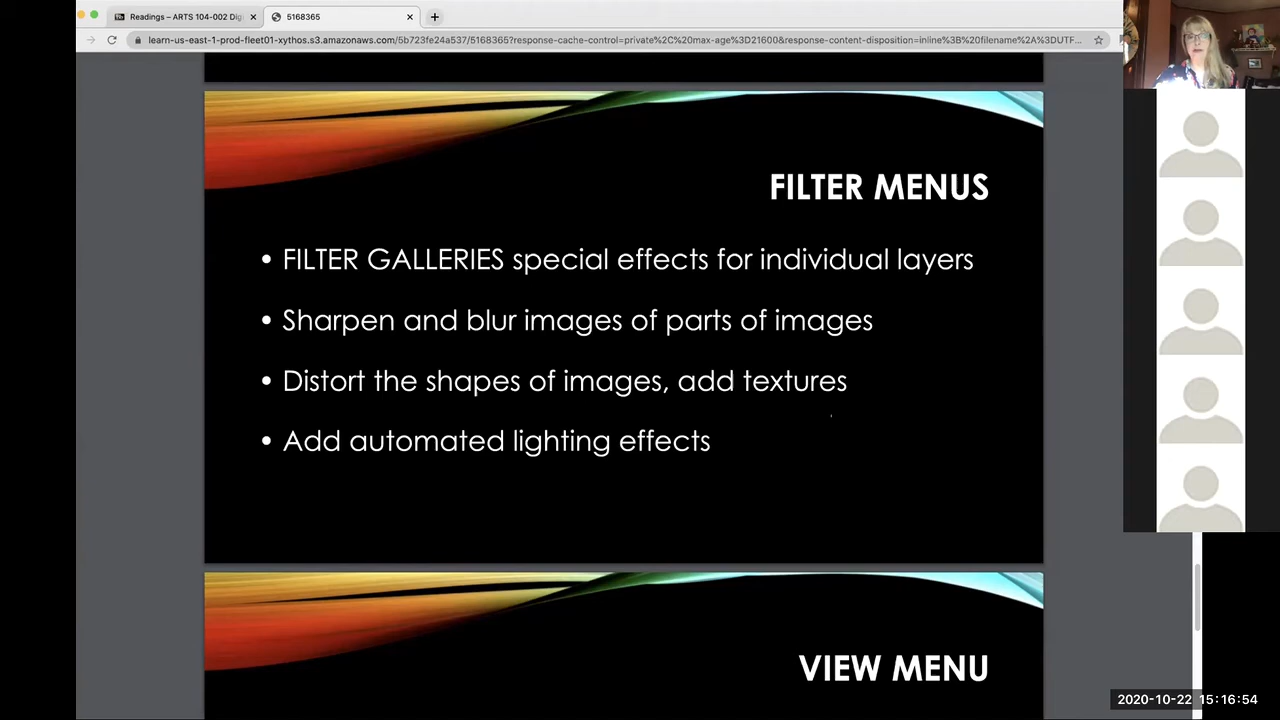 Readings – ARTS 104-002 Dig
5168365
learn-us-east-1-prod-fleet01-xythos.s3.amazonaws.com/5b723fe24a537/5168365?response-cache-control=private%2C%20max-age%3D21600&response-content-disposition=inline%3B%20filename%2A%3DUTF...
FILTER MENUS
• FILTER GALLERIES special effects for individual layers
• Sharpen and blur images of parts of images
• Distort the shapes of images, add textures
• Add automated lighting effects
VIEW MENU
2020-10-22 15:16:54